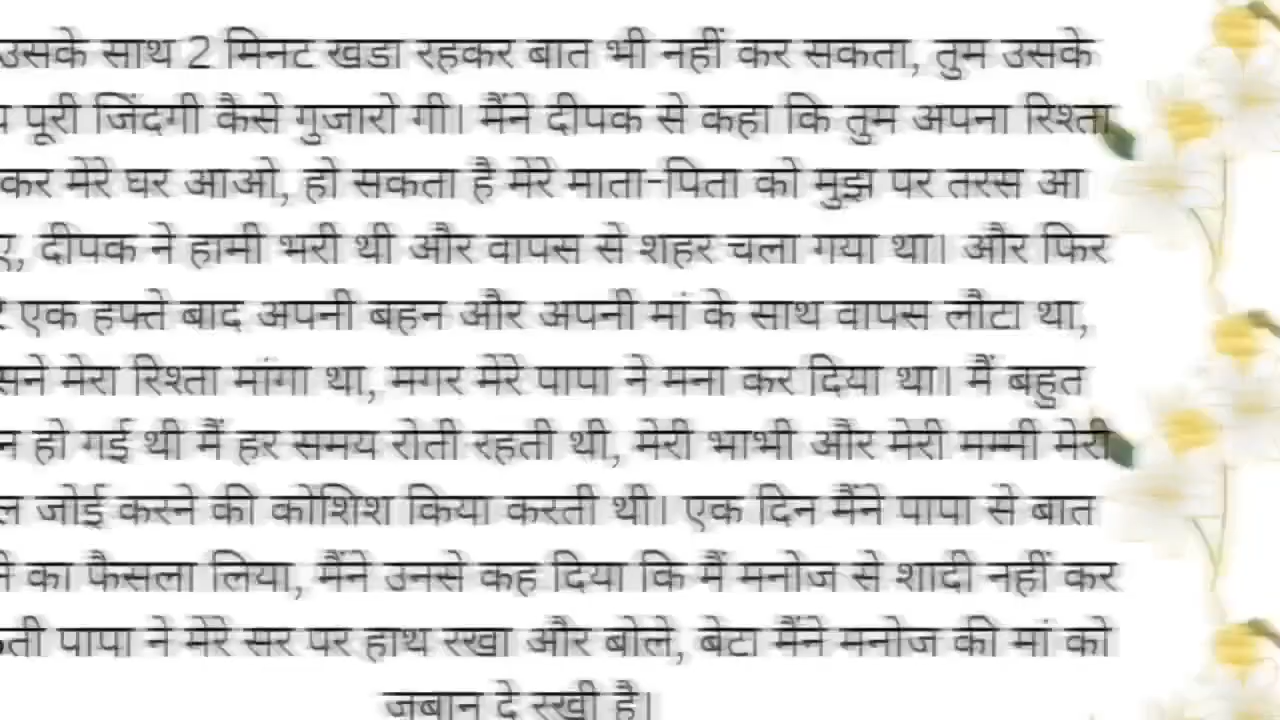 उसके साथ 2 मिनट खडा रहकर बात भी नहीं कर सकता, तुम उसके
पूरी जिंदगी कैसे गुजारो गी। मैंने दीपक से कहा कि तुम अपना रिश्ता
कर मेरे घर आओ, हो सकता है मेरे माता-पिता को मुझ पर तरस आ
दीपक ने हामी भरी थी और वापस से शहर चला गया था। और फिर
एक हफ्ते बाद अपनी बहन और अपनी मां के साथ वापस लौटा था,
सने मेरा रिश्ता मांगा था, मगर मेरे पापा ने मना कर दिया था। मैं बहुत
न हो गई थी मैं हर समय रोती रहती थी, मेरी भाभी और मेरी मम्मी मेरी
ल जोई करने की कोशिश किया करती थी। एक दिन मैंने पापा से बात
का फैसला लिया, मैंने उनसे कह दिया कि मैं मनोज से शादी नहीं कर
ती पापा ने मेरे सर पर हाथ रखा और बोले, बेटा मैंने मनोज की मां को
जबान दे रखी है।